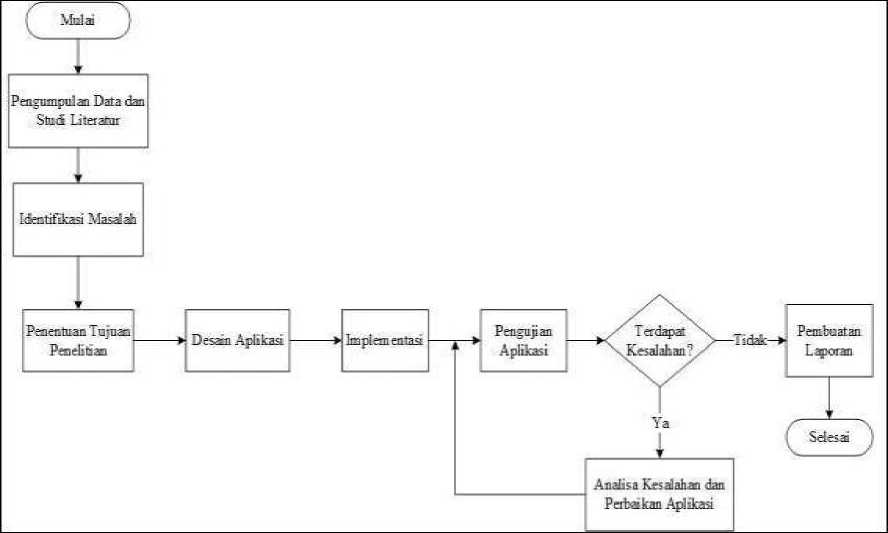 Mulai
Pengumpulan Data dan
Studi Literatur
Identifikasi Masalah
Penentuan Tujuan
Penelitian
Desain Aplikasi
Implementasi
Pengujian
Aplikasi
Terdapat
Kesalahan?
Tidak
Pembuatan
Laporan
Selesai
Ya
Analisa Kesalahan dan
Perbaikan Aplikasi